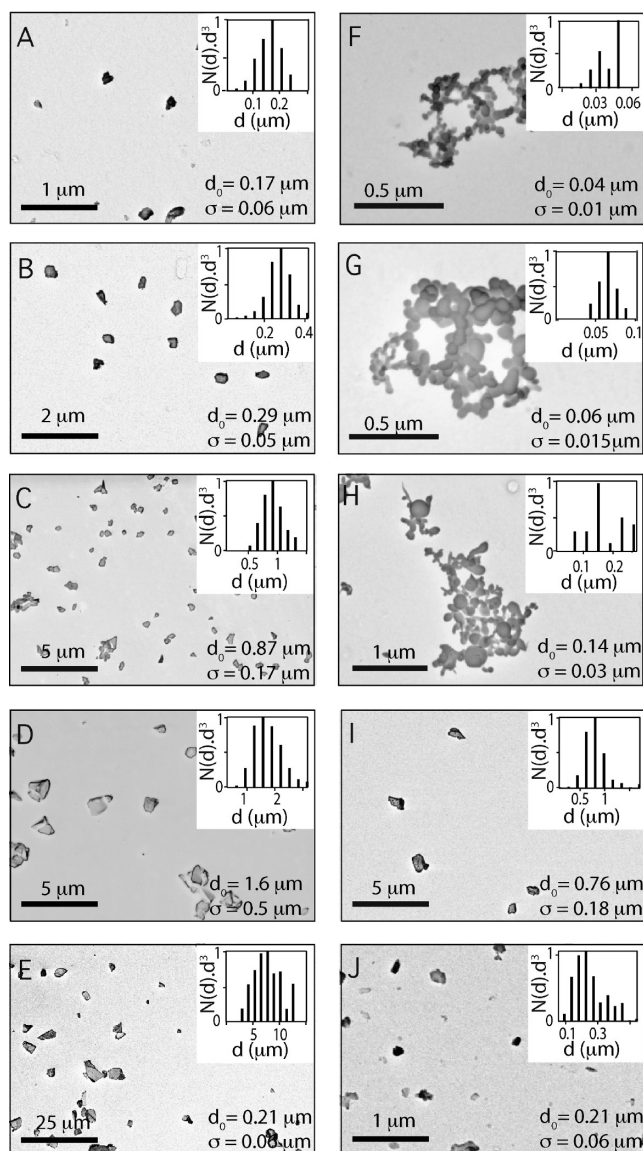 A
1
N(d).d³
0
0.1 0.2
d (μm)
1 μm
d₀= 0.17 μm
σ = 0.06 μm
B
1
N(d).d³
0
0.2 0.4
d (μm)
2 μm
d₀= 0.29 μm
σ = 0.05 μm
C
1
N(d).d³
0
0.5 1
d (μm)
5 μm
d₀= 0.87 μm
σ = 0.17 μm
D
1
N(d).d³
0
1 2
d (μm)
5 μm
d₀= 1.6 μm
σ = 0.5 μm
E
1
N(d).d³
0
5 10
d (μm)
25 μm
d₀= 0.21 μm
σ = 0.06 μm
F
1
N(d).d³
0
0.03 0.06
d (μm)
0.5 μm
d₀= 0.04 μm
σ = 0.01 μm
G
1
N(d).d³
0
0.05 0.1
d (μm)
0.5 μm
d₀= 0.06 μm
σ = 0.015μm
H
1
N(d).d³
0
0.1 0.2
d (μm)
1 μm
d₀= 0.14 μm
σ = 0.03 μm
I
1
N(d).d³
0
0.5 1
d (μm)
5 μm
d₀= 0.76 μm
σ = 0.18 μm
J
1
N(d).d³
0
0.1 0.3
d (μm)
1 μm
d₀= 0.21 μm
σ = 0.06 μm